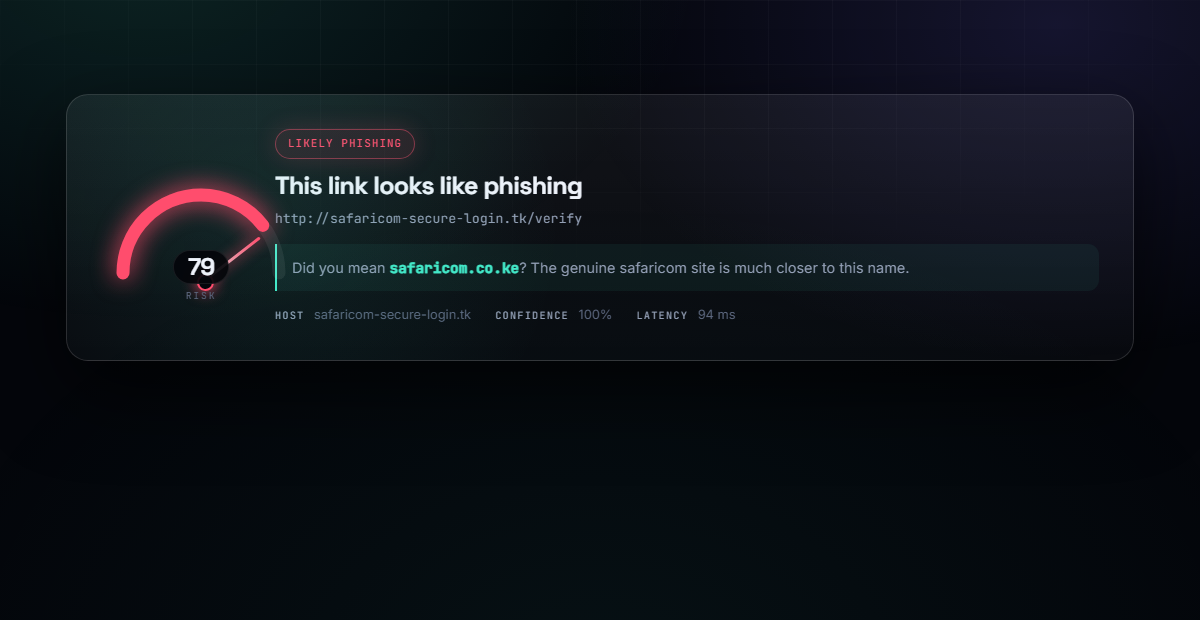 LIKELY PHISHING
This link looks like phishing
http://safaricom-secure-login.tk/verify
79
RISK
Did you mean safaricom.co.ke? The genuine safaricom site is much closer to this name.
HOST safaricom-secure-login.tk CONFIDENCE 100% LATENCY 94 ms